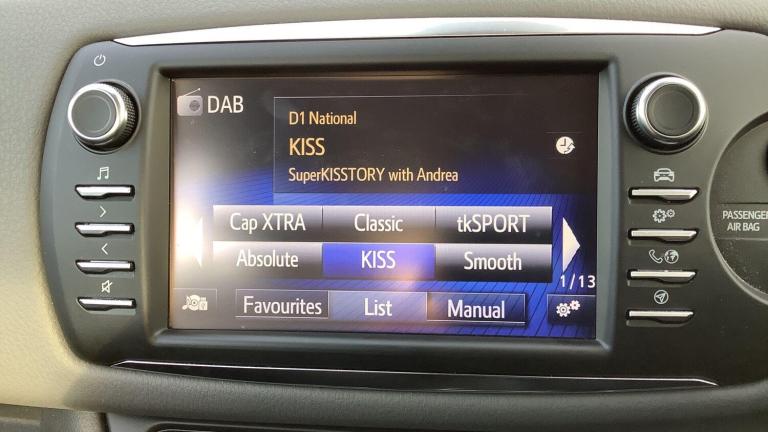 DAB
D1 National
KISS
SuperKISSTORY with Andrea
Cap XTRA Classic tkSPORT
Absolute KISS Smooth
1/13
Favourites List Manual
PASSENGER
AIR BAG